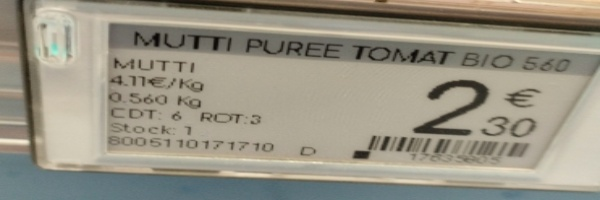 MUTTI PUREE TOMAT BIO 560
MUTTI
4.11€/Kg
0.560 Kg
CDT: 6 ROT:3
Stock: 1
8005110171710 D
2 €30